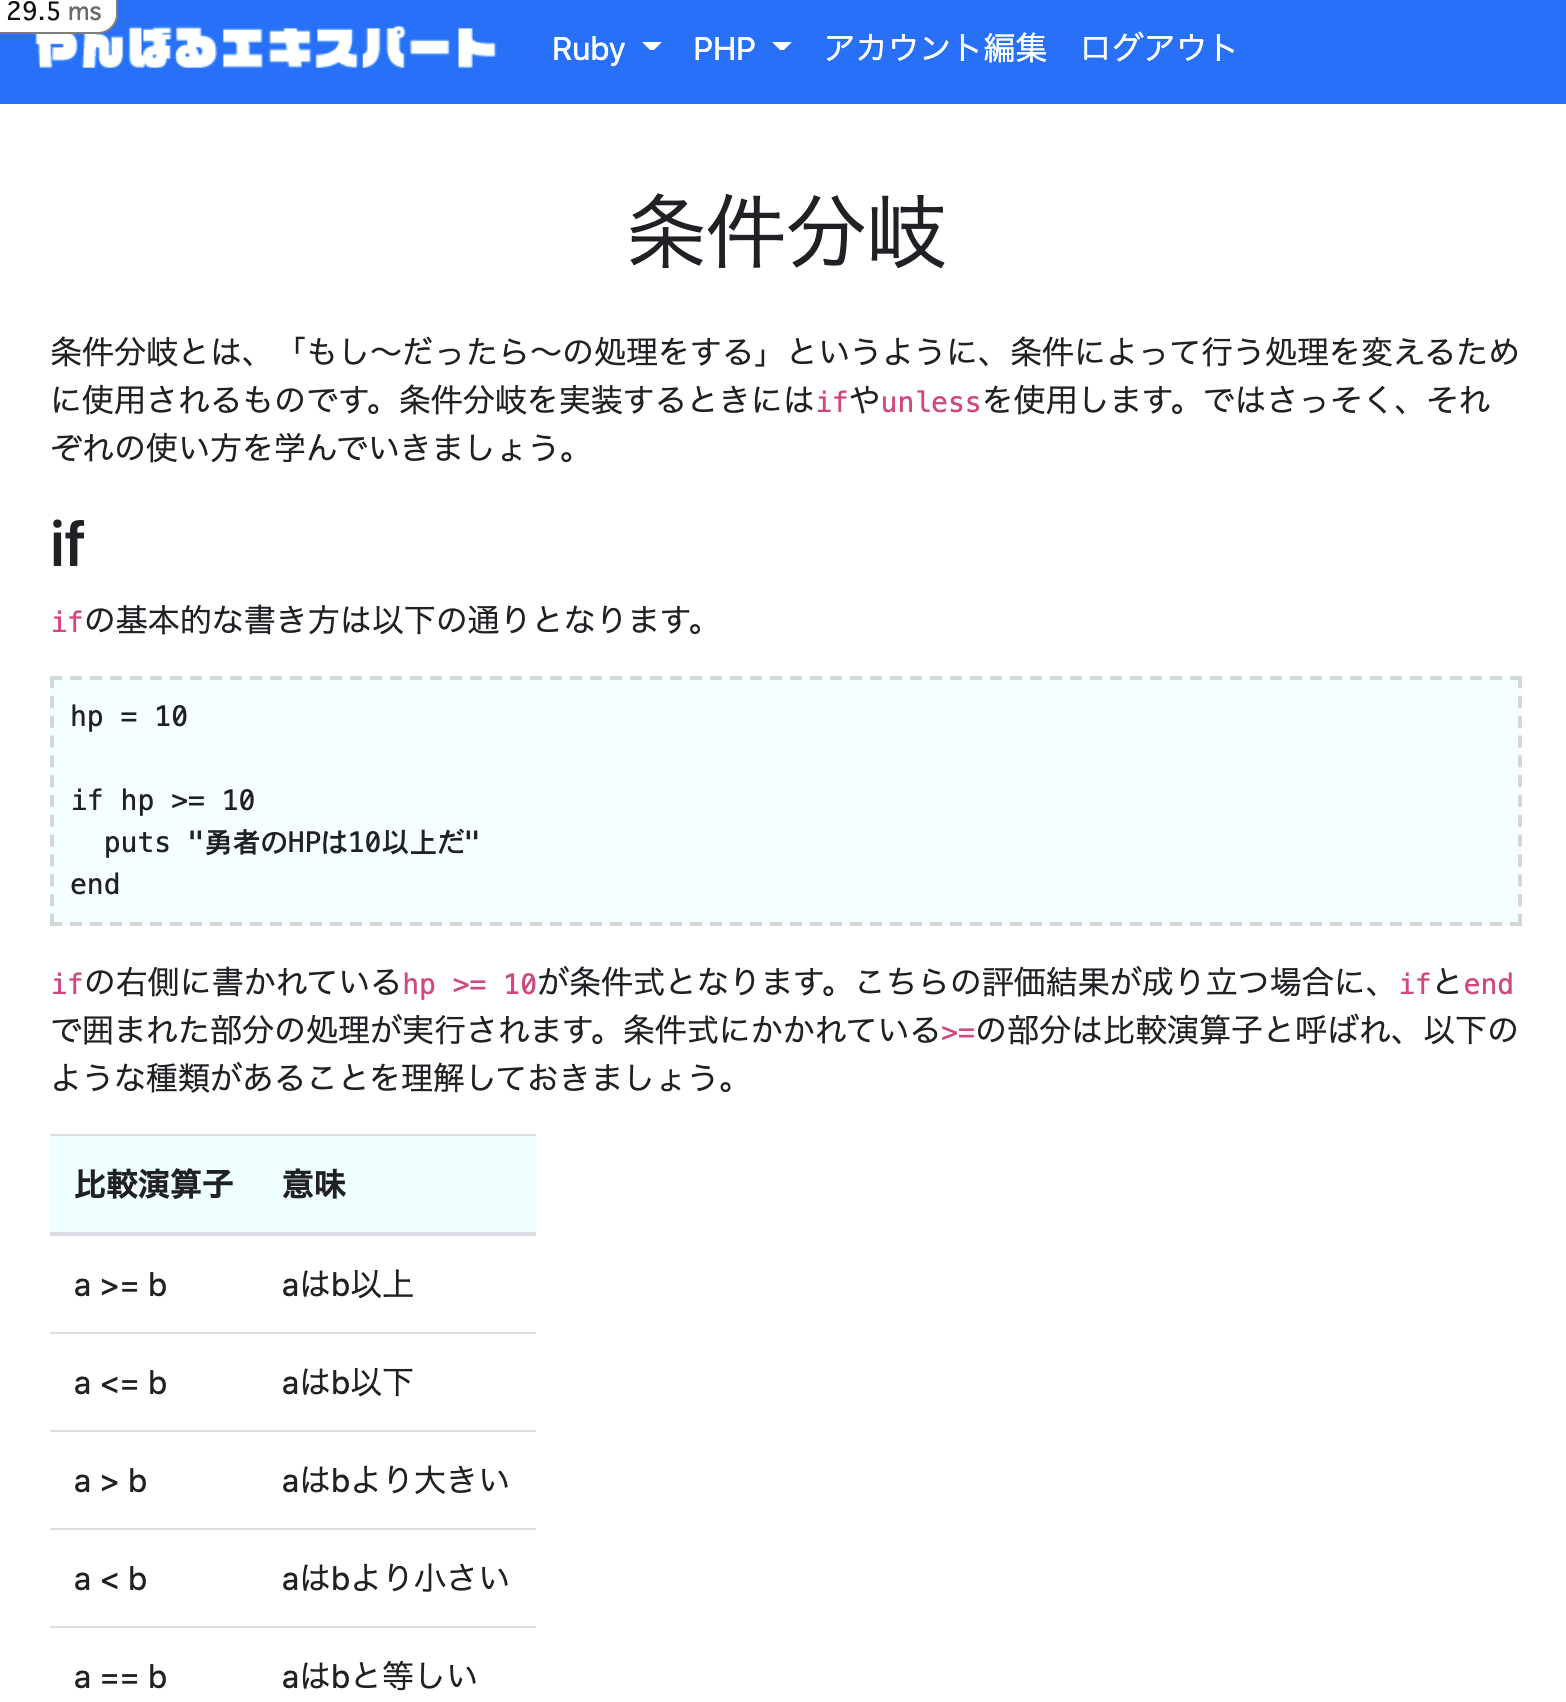 29.5 ms
やんばるエキスパート Ruby PHP アカウント編集 ログアウト
条件分岐
条件分岐とは、「もし〜だったら〜の処理をする」というように、条件によって行う処理を変えるため
に使用されるものです。条件分岐を実装するときにはifやunlessを使用します。ではさっそく、それ
ぞれの使い方を学んでいきましょう。
if
ifの基本的な書き方は以下の通りとなります。
hp = 10
if hp >= 10
  puts "勇者のHPは10以上だ"
end
ifの右側に書かれているhp >= 10が条件式となります。こちらの評価結果が成り立つ場合に、ifとend
で囲まれた部分の処理が実行されます。条件式にかかれている>=の部分は比較演算子と呼ばれ、以下の
ような種類があることを理解しておきましょう。
比較演算子 意味
a >= b aはb以上
a <= b aはb以下
a > b aはbより大きい
a < b aはbより小さい
a == b aはbと等しい